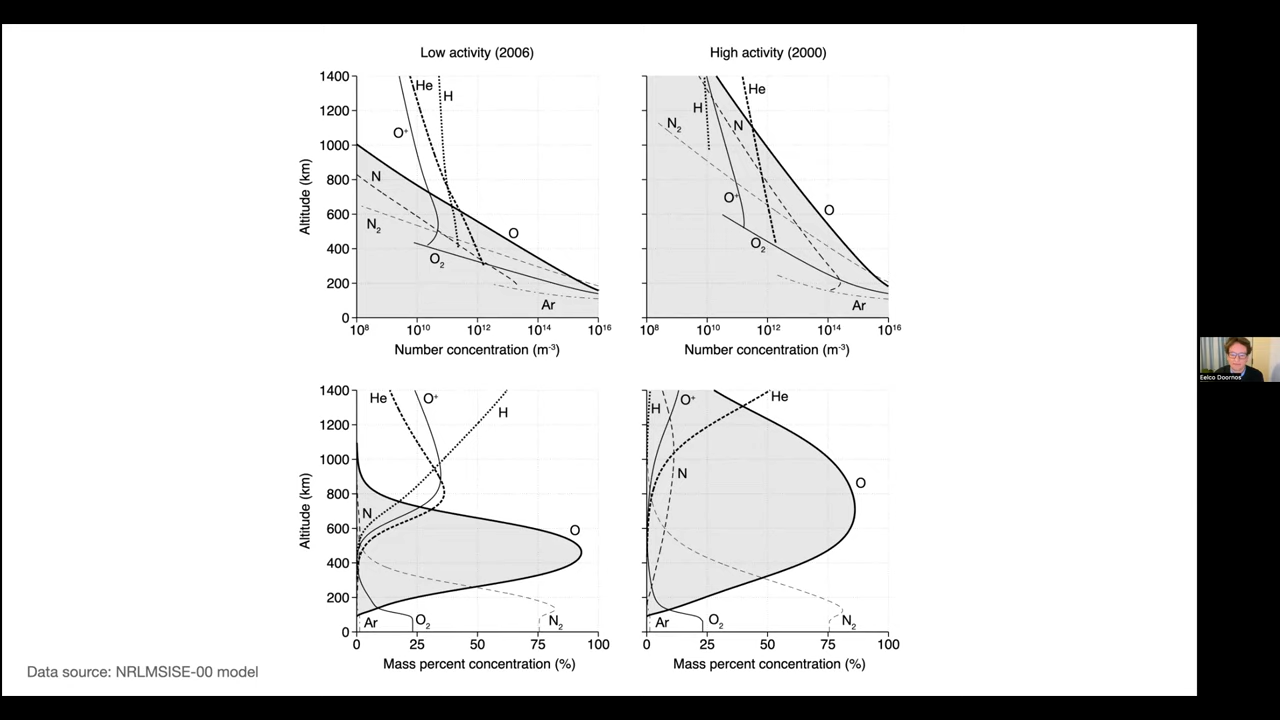 Low activity (2006)
High activity (2000)
Altitude (km)
1400
1200
1000
800
600
400
200
0
He
H
O⁺
N
N₂
O
O₂
Ar
10⁸
10¹⁰
10¹²
10¹⁴
10¹⁶
Number concentration (m⁻³)
He
H
N
N₂
O⁺
O
O₂
Ar
10⁸
10¹⁰
10¹²
10¹⁴
10¹⁶
Number concentration (m⁻³)
Altitude (km)
1400
1200
1000
800
600
400
200
0
He
O⁺
H
N
O
Ar
O₂
N₂
0
25
50
75
100
Mass percent concentration (%)
H
O⁺
He
N
O
Ar
O₂
N₂
0
25
50
75
100
Mass percent concentration (%)
Data source: NRLMSISE-00 model
Eelco Doornbos